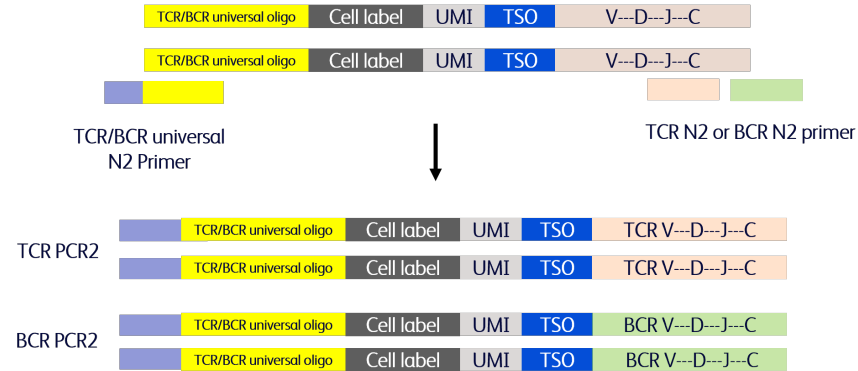 TCR/BCR universal oligo Cell label UMI TSO V---D---J---C
TCR/BCR universal oligo Cell label UMI TSO V---D---J---C
TCR/BCR universal
N2 Primer
TCR N2 or BCR N2 primer
TCR PCR2
TCR/BCR universal oligo Cell label UMI TSO TCR V---D---J---C
TCR/BCR universal oligo Cell label UMI TSO TCR V---D---J---C
BCR PCR2
TCR/BCR universal oligo Cell label UMI TSO BCR V---D---J---C
TCR/BCR universal oligo Cell label UMI TSO BCR V---D---J---C